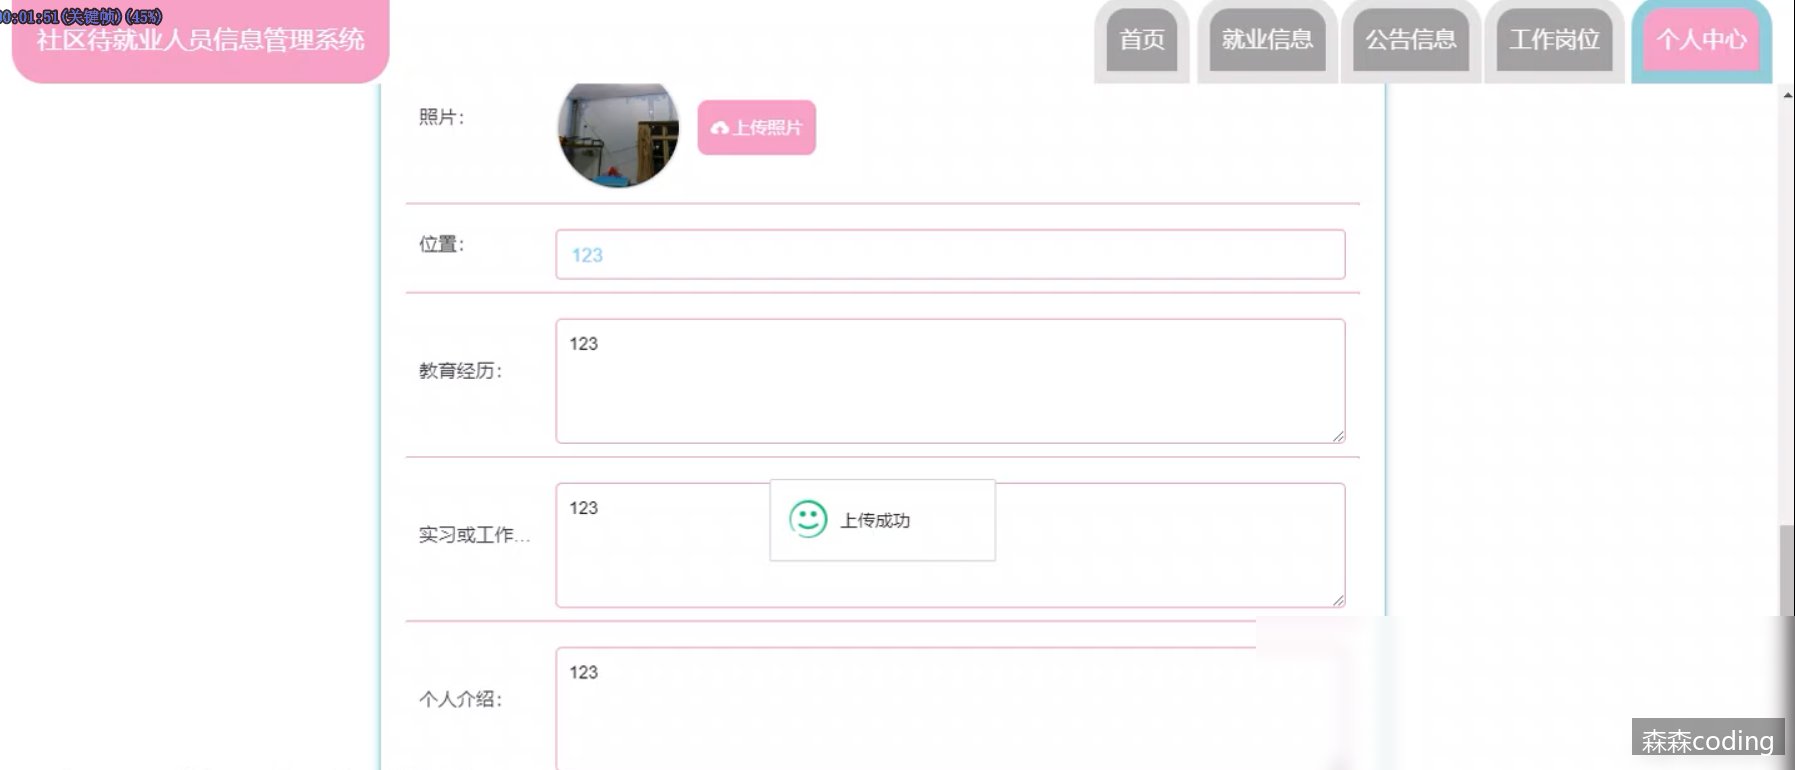 00:01:51(关键帧)(45%)
社区待就业人员信息管理系统
首页
就业信息
公告信息
工作岗位
个人中心
照片：
上传照片
位置：
123
教育经历：
123
实习或工作...
123
上传成功
个人介绍：
123
森森coding